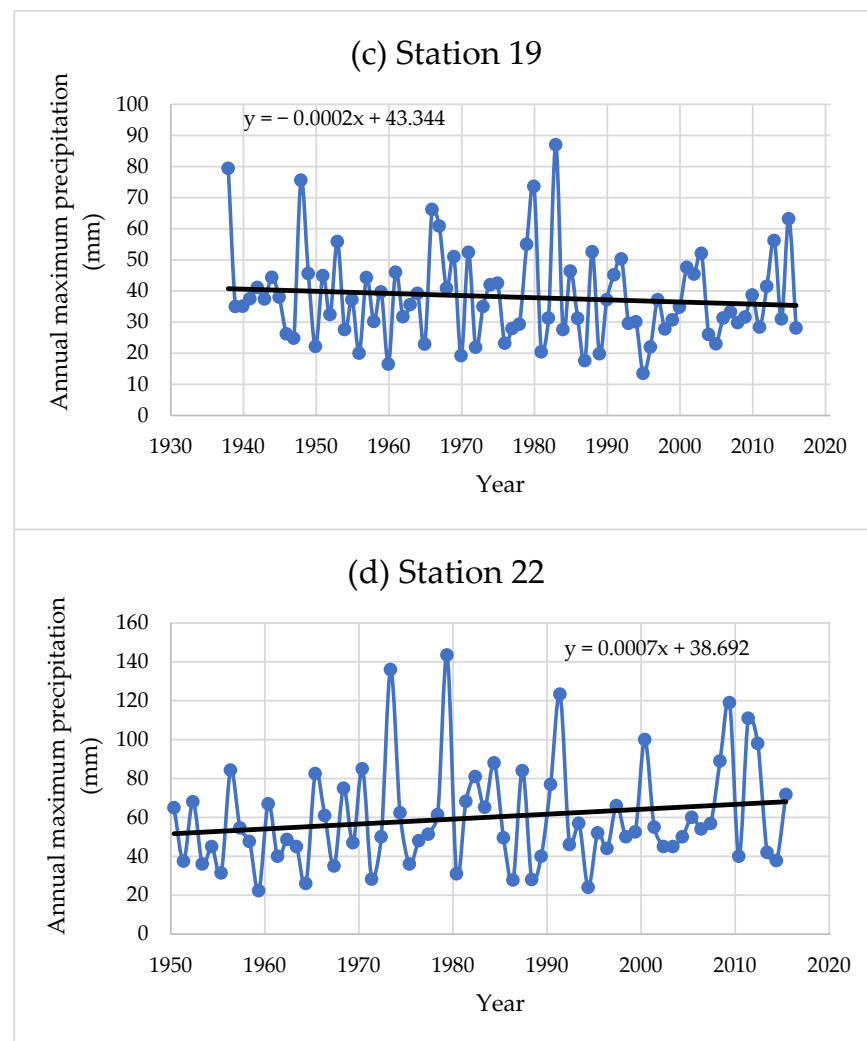 (c) Station 19
Annual maximum precipitation
(mm)
100
90
80
70
60
50
40
30
20
10
0
y = − 0.0002x + 43.344
1930 1940 1950 1960 1970 1980 1990 2000 2010 2020
Year
(d) Station 22
Annual maximum precipitation
(mm)
160
140
120
100
80
60
40
20
0
y = 0.0007x + 38.692
1950 1960 1970 1980 1990 2000 2010 2020
Year